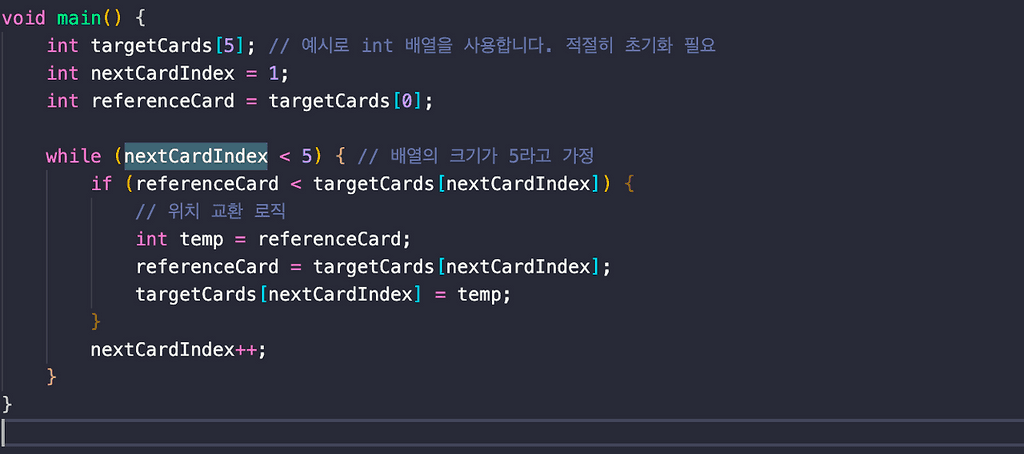 void main() {
int targetCards[5]; // 예시로 int 배열을 사용합니다. 적절히 초기화 필요
int nextCardIndex = 1;
int referenceCard = targetCards[0];
while (nextCardIndex < 5) { // 배열의 크기가 5라고 가정
if (referenceCard < targetCards[nextCardIndex]) {
// 위치 교환 로직
int temp = referenceCard;
referenceCard = targetCards[nextCardIndex];
targetCards[nextCardIndex] = temp;
}
nextCardIndex++;
}
}